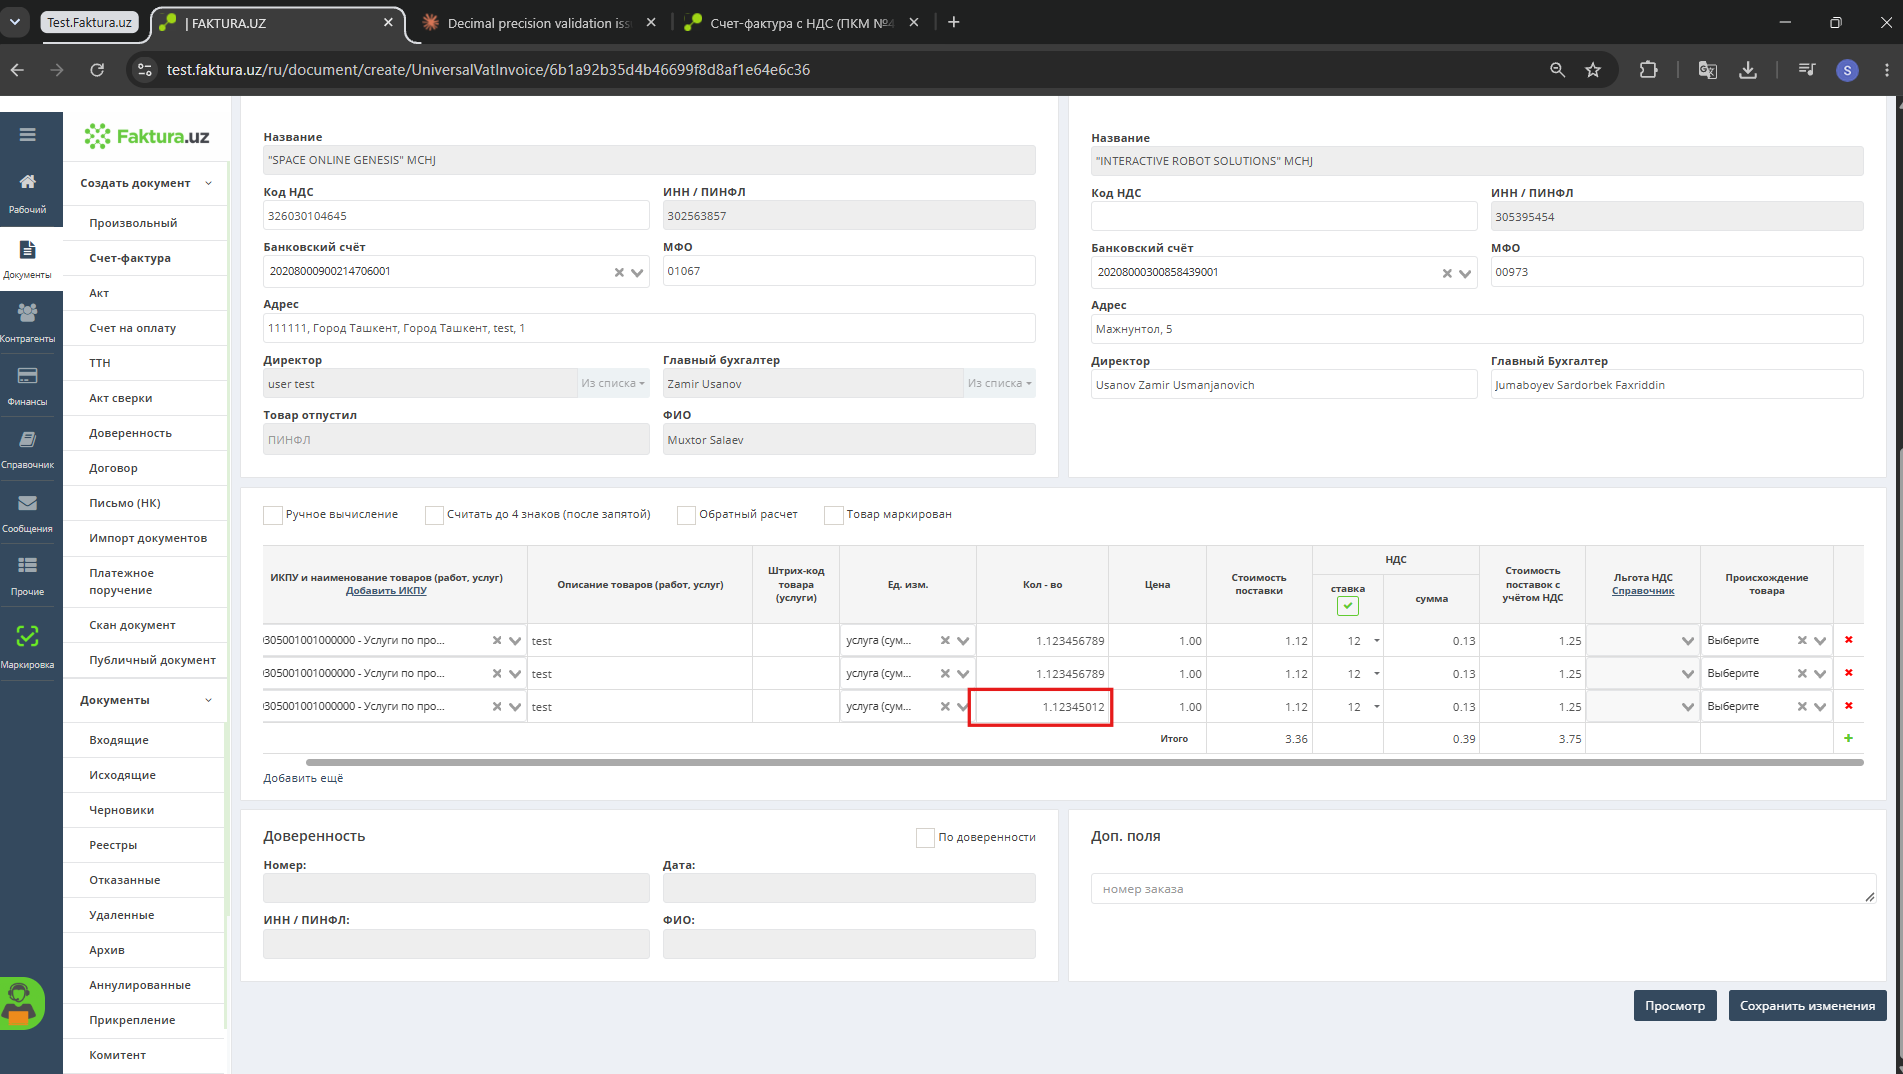 Test.Faktura.uz
| FAKTURA.UZ
Decimal precision validation iss
Счет-фактура с НДС (ПКМ №4
test.faktura.uz/ru/document/create/UniversalVatInvoice/6b1a92b35d4b46699f8d8af1e64e6c36
S
Рабочий
Документы
Контрагенты
Финансы
Справочник
Сообщения
Прочие
Маркировка
Faktura.uz
Создать документ
Произвольный
Счет-фактура
Акт
Счет на оплату
ТТН
Акт сверки
Доверенность
Договор
Письмо (НК)
Импорт документов
Платежное
поручение
Скан документ
Публичный документ
Документы
Входящие
Исходящие
Черновики
Реестры
Отказанные
Удаленные
Архив
Аннулированные
Прикрепление
Комитент
Название
"SPACE ONLINE GENESIS" MCHJ
Код НДС ИНН / ПИНФЛ
326030104645 302563857
Банковский счёт МФО
20208000900214706001 01067
Адрес
111111, Город Ташкент, Город Ташкент, test, 1
Директор Главный бухгалтер
user test Из списка Zamir Usanov Из списка
Товар отпустил ФИО
ПИНФЛ Muxtor Salaev
Название
"INTERACTIVE ROBOT SOLUTIONS" MCHJ
Код НДС ИНН / ПИНФЛ
305395454
Банковский счёт МФО
20208000300858439001 00973
Адрес
Мажнунтол, 5
Директор Главный Бухгалтер
Usanov Zamir Usmanjanovich Jumaboyev Sardorbek Faxriddin
Ручное вычисление Считать до 4 знаков (после запятой) Обратный расчет Товар маркирован
ИКПУ и наименование товаров (работ, услуг)
Добавить ИКПУ
Описание товаров (работ, услуг)
Штрих-код
товара
(услуги)
Ед. изм.
Кол - во
Цена
Стоимость
поставки
НДС
ставка
сумма
Стоимость
поставок с
учётом НДС
Льгота НДС
Справочник
Происхождение
товара
0305001001000000 - Услуги по про... test услуга (сум... 1.123456789 1.00 1.12 12 0.13 1.25 Выберите
0305001001000000 - Услуги по про... test услуга (сум... 1.123456789 1.00 1.12 12 0.13 1.25 Выберите
0305001001000000 - Услуги по про... test услуга (сум... 1.12345012 1.00 1.12 12 0.13 1.25 Выберите
Итого 3.36 0.39 3.75
Добавить ещё
Доверенность По доверенности
Номер: Дата:
ИНН / ПИНФЛ: ФИО:
Доп. поля
номер заказа
Просмотр Сохранить изменения